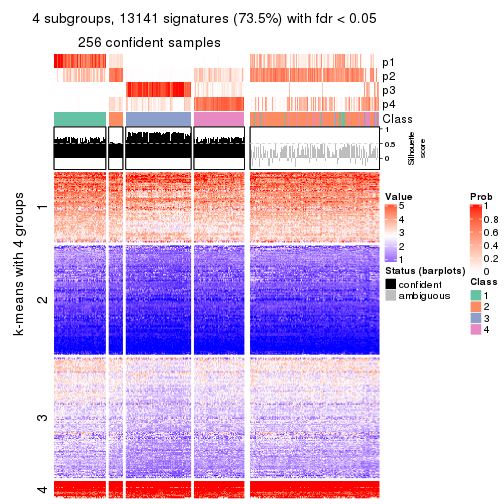 4 subgroups, 13141 signatures (73.5%) with fdr < 0.05
256 confident samples
p1
p2
p3
p4
Class
1
0.5
0
Silhouette
score
k-means with 4 groups
1
2
3
4
Value
5
4
3
2
1
Status (barplots)
confident
ambiguous
Prob
1
0.8
0.6
0.4
0.2
0
Class
1
2
3
4